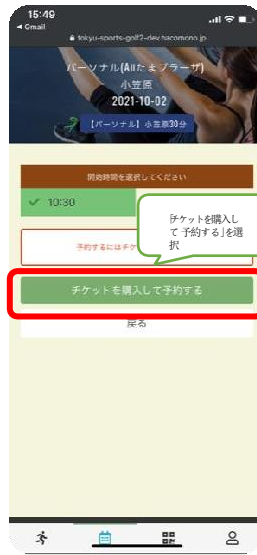 15:49
◀ Gmail
tokyu-sports-golf2-dev.hacomono.jp
パーソナル(Aiiたまプラーザ)
小笠原
2021-10-02
【パーソナル】小笠原30分
開始時間を選択してください
10:30
予約するにはチケ
「チケットを購入し
て 予約する」を選
択
チケットを購入して予約する
戻る